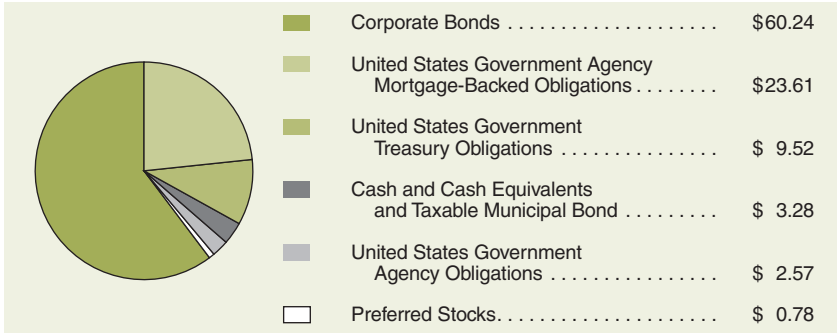 Corporate Bonds . . . . . . . . . . . . . . . . . . . . . $60.24
United States Government Agency
Mortgage-Backed Obligations . . . . . . . . $23.61
United States Government
Treasury Obligations . . . . . . . . . . . . . . . $ 9.52
Cash and Cash Equivalents
and Taxable Municipal Bond . . . . . . . . . $ 3.28
United States Government
Agency Obligations . . . . . . . . . . . . . . . . $ 2.57
Preferred Stocks. . . . . . . . . . . . . . . . . . . . . . $ 0.78